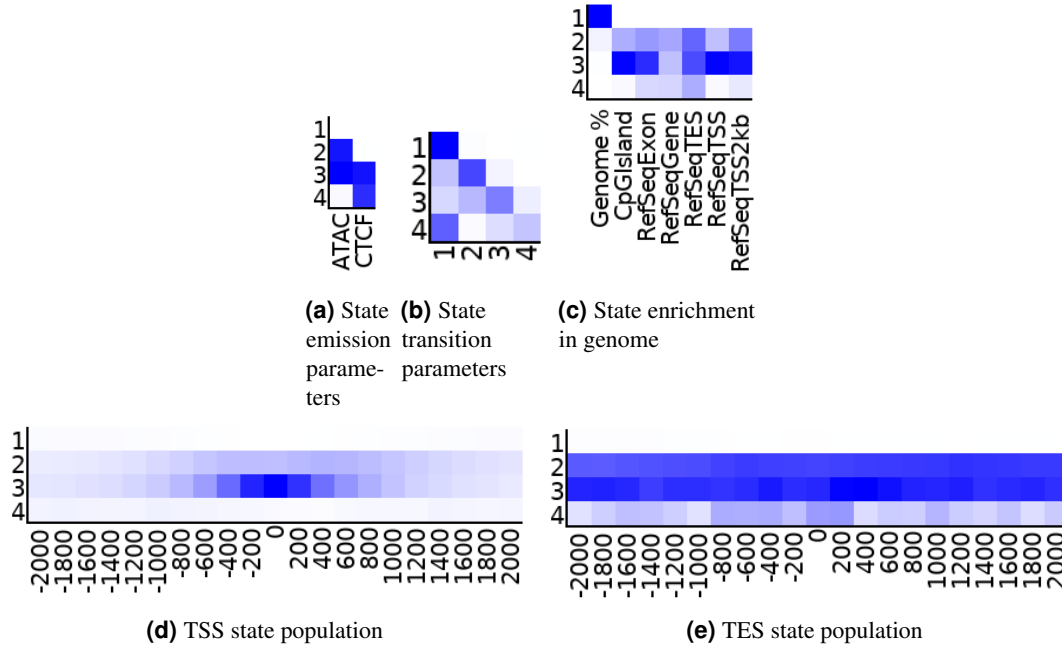 1
2
3
4
Genome %
CpGIsland
RefSeqExon
RefSeqGene
RefSeqTES
RefSeqTSS
RefSeqTSS2kb
1
2
3
4
ATAC
CTCF
1
2
3
4
1 2 3 4
(a) State
emission
parame-
ters
(b) State
transition
parameters
(c) State enrichment
in genome
1
2
3
4
-2000 -1800 -1600 -1400 -1200 -1000 -800 -600 -400 -200 0 200 400 600 800 1000 1200 1400 1600 1800 2000
(d) TSS state population
1
2
3
4
-2000 -1800 -1600 -1400 -1200 -1000 -800 -600 -400 -200 0 200 400 600 800 1000 1200 1400 1600 1800 2000
(e) TES state population